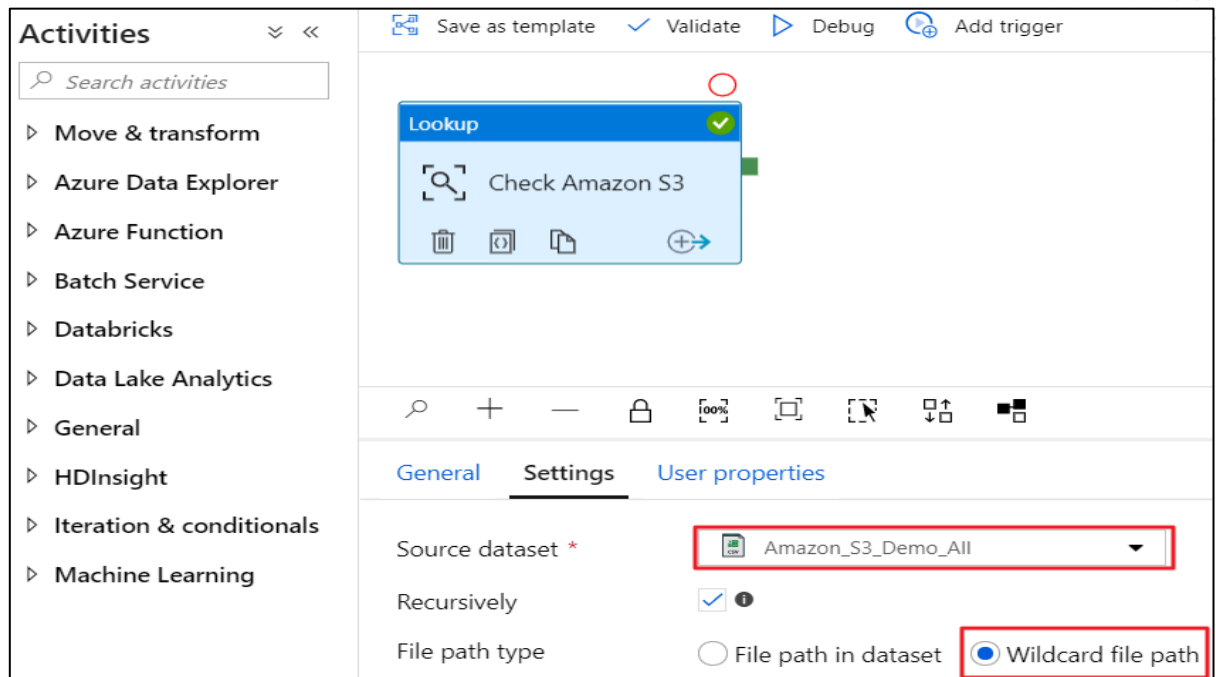 Activities
Search activities
Move & transform
Azure Data Explorer
Azure Function
Batch Service
Databricks
Data Lake Analytics
General
HDInsight
Iteration & conditionals
Machine Learning
Save as template Validate Debug Add trigger
Lookup
Check Amazon S3
100%
General Settings User properties
Source dataset * CSV Amazon_S3_Demo_All
Recursively
File path type File path in dataset Wildcard file path